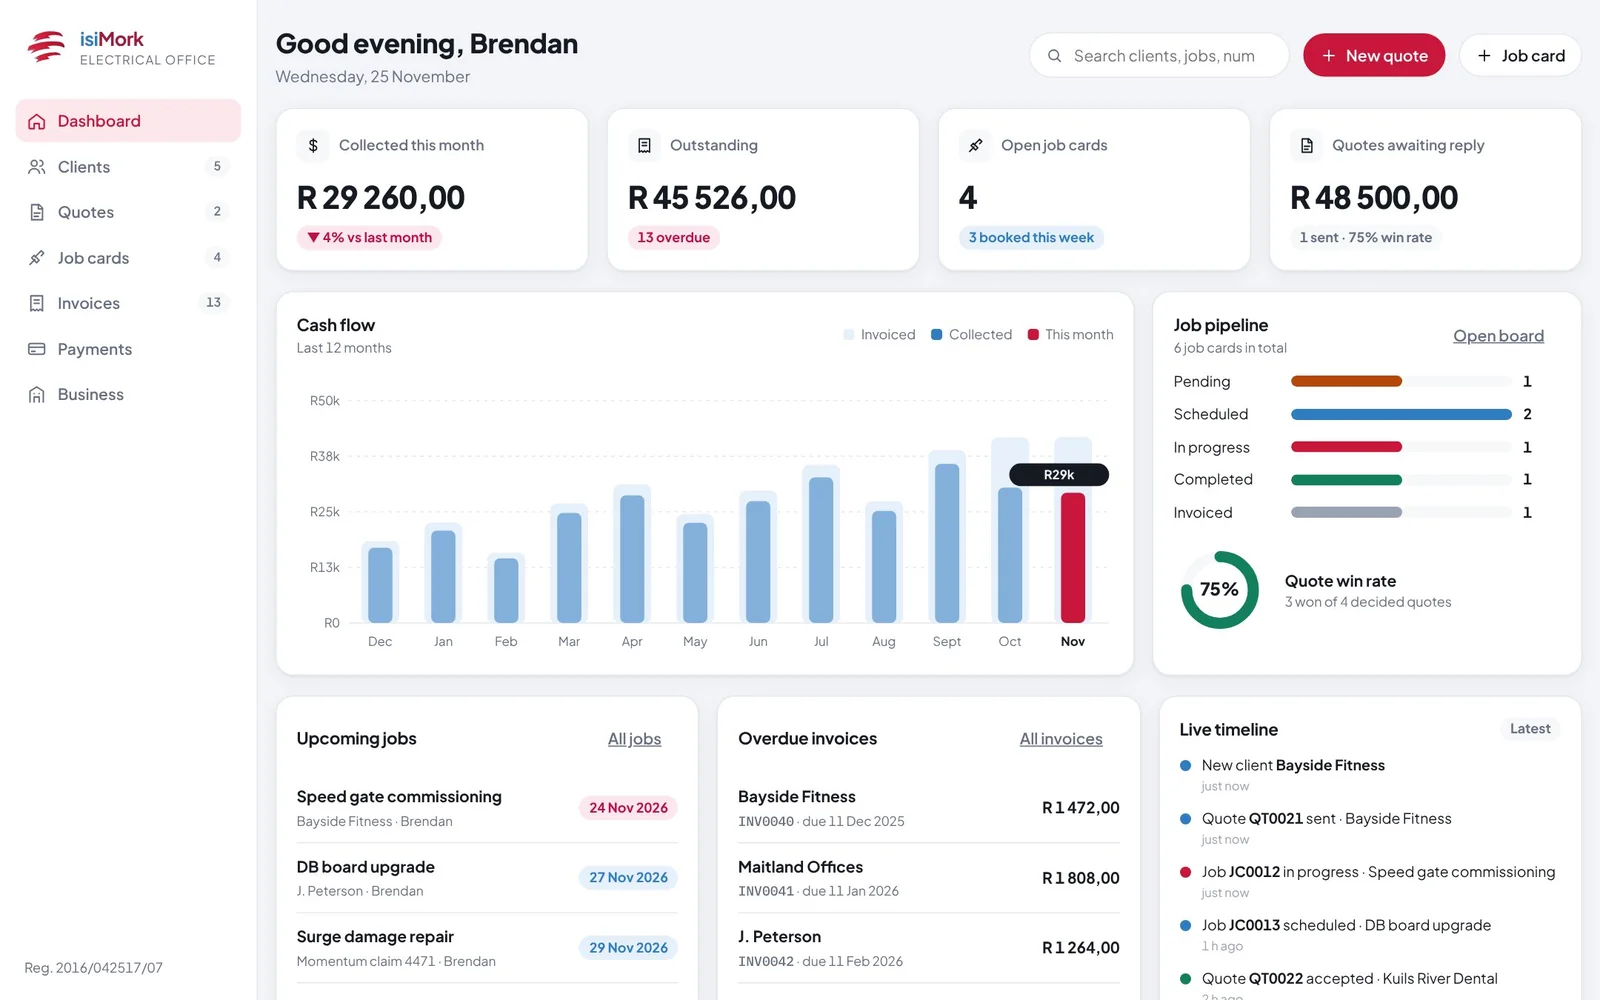 isiMork
ELECTRICAL OFFICE
Dashboard
Clients 5
Quotes 2
Job cards 4
Invoices 13
Payments
Business
Reg. 2016/042517/07
Good evening, Brendan
Wednesday, 25 November
Search clients, jobs, num
+ New quote
+ Job card
$ Collected this month
R 29 260,00
▼ 4% vs last month
Outstanding
R 45 526,00
13 overdue
Open job cards
4
3 booked this week
Quotes awaiting reply
R 48 500,00
1 sent · 75% win rate
Cash flow
Last 12 months
Invoiced Collected This month
R50k
R38k
R25k
R13k
R0
R29k
Dec Jan Feb Mar Apr May Jun Jul Aug Sept Oct Nov
Job pipeline
6 job cards in total
Open board
Pending 1
Scheduled 2
In progress 1
Completed 1
Invoiced 1
75%
Quote win rate
3 won of 4 decided quotes
Upcoming jobs
All jobs
Speed gate commissioning
Bayside Fitness · Brendan
24 Nov 2026
DB board upgrade
J. Peterson · Brendan
27 Nov 2026
Surge damage repair
Momentum claim 4471 · Brendan
29 Nov 2026
Overdue invoices
All invoices
Bayside Fitness
INV0040 · due 11 Dec 2025
R 1 472,00
Maitland Offices
INV0041 · due 11 Jan 2026
R 1 808,00
J. Peterson
INV0042 · due 11 Feb 2026
R 1 264,00
Live timeline
Latest
New client Bayside Fitness
just now
Quote QT0021 sent · Bayside Fitness
just now
Job JC0012 in progress · Speed gate commissioning
just now
Job JC0013 scheduled · DB board upgrade
1 h ago
Quote QT0022 accepted · Kuils River Dental
2 h ago